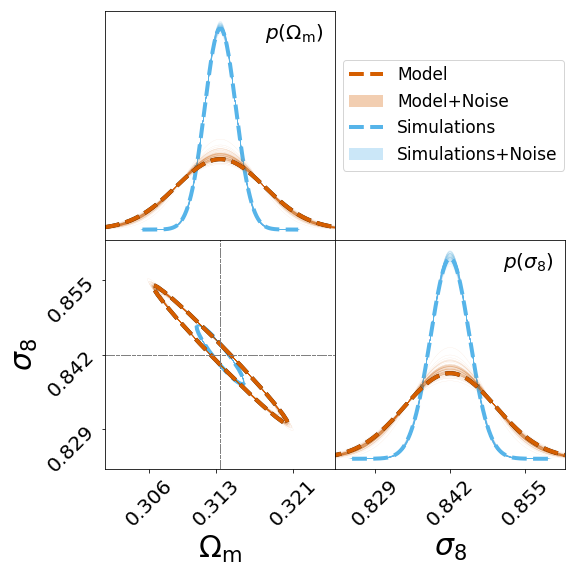 p(Ωm)
Model
Model+Noise
Simulations
Simulations+Noise
p(σ8)
σ8
0.855
0.842
0.829
0.306
0.313
0.321
Ωm
0.829
0.842
0.855
σ8